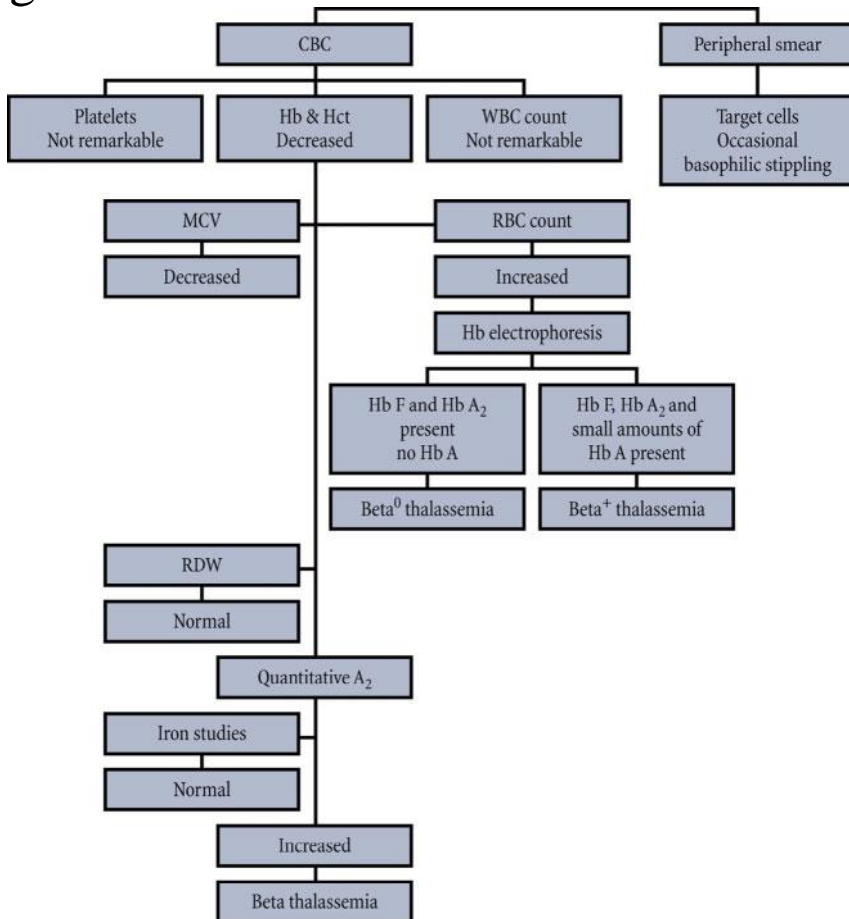 g
CBC
Peripheral smear
Platelets
Not remarkable
Hb & Hct
Decreased
WBC count
Not remarkable
Target cells
Occasional
basophilic stippling
MCV
RBC count
Decreased
Increased
Hb electrophoresis
Hb F and Hb A₂
present
no Hb A
Hb F, Hb A₂ and
small amounts of
Hb A present
Beta⁰ thalassemia
Beta⁺ thalassemia
RDW
Normal
Quantitative A₂
Iron studies
Normal
Increased
Beta thalassemia